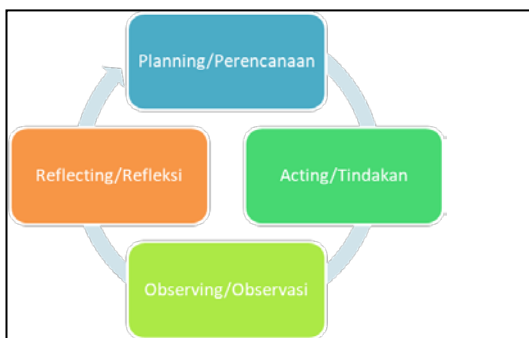 Planning/Perencanaan
Reflecting/Refleksi
Acting/Tindakan
Observing/Observasi